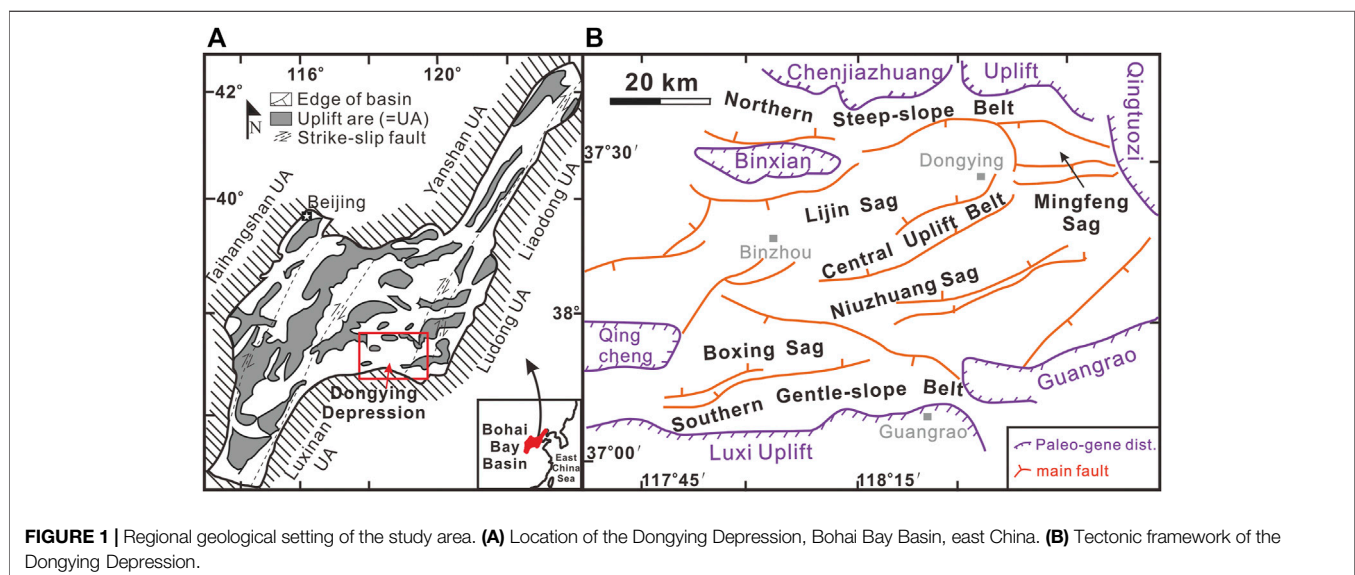 A
116°
120°
42°
Edge of basin
Uplift are (=UA)
Strike-slip fault
N
40°
Beijing
Taihangshan UA
Yanshan UA
Liaodong UA
Ludong UA
38°
Dongying
Depression
Luxinan
UA
Bohai
Bay
Basin
East
China
Sea
B
20 km
Chenjiazhuang
Uplift
Qingtuozi
Northern Steep-slope Belt
37°30′
Binxian
Dongying
Mingfeng
Sag
Lijin Sag
Binzhou
Central Uplift Belt
Niuzhuang Sag
Qing
cheng
Boxing Sag
Guangrao
Southern Gentle-slope Belt
Guangrao
Luxi Uplift
37°00′
117°45′
118°15′
Paleo-gene dist.
main fault
FIGURE 1 | Regional geological setting of the study area. (A) Location of the Dongying Depression, Bohai Bay Basin, east China. (B) Tectonic framework of the
Dongying Depression.